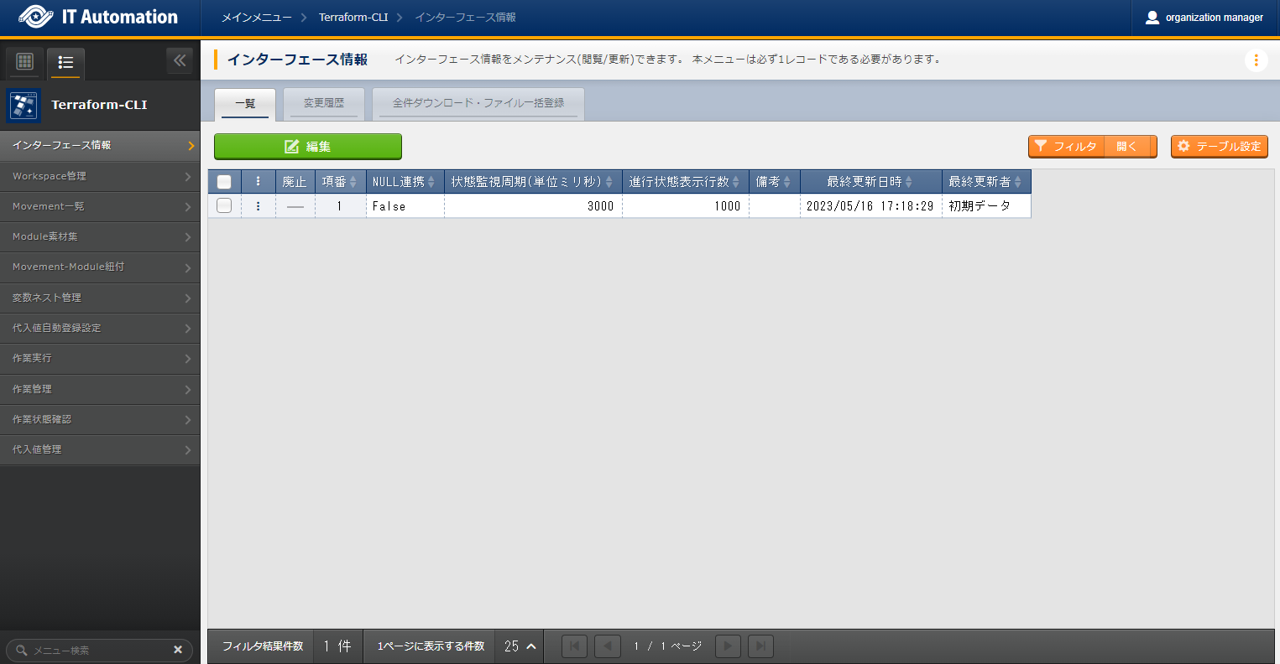 IT Automation
メインメニュー Terraform-CLI インターフェース情報
organization manager
Terraform-CLI
インターフェース情報
Workspace管理
Movement一覧
Module素材集
Movement-Module紐付
変数ネスト管理
代入値自動登録設定
作業実行
作業管理
作業状態確認
代入値管理
メニュー検索
インターフェース情報 インターフェース情報をメンテナンス(閲覧/更新)できます。 本メニューは必ず1レコードである必要があります。
一覧 変更履歴 全件ダウンロード・ファイル一括登録
編集 フィルタ 開く テーブル設定
廃止 項番 NULL連携 状態監視周期(単位ミリ秒) 進行状態表示行数 備考 最終更新日時 最終更新者
1 False 3000 1000 2023/05/16 17:18:29 初期データ
フィルタ結果件数 1 件 1ページに表示する件数 25 1 / 1 ページ